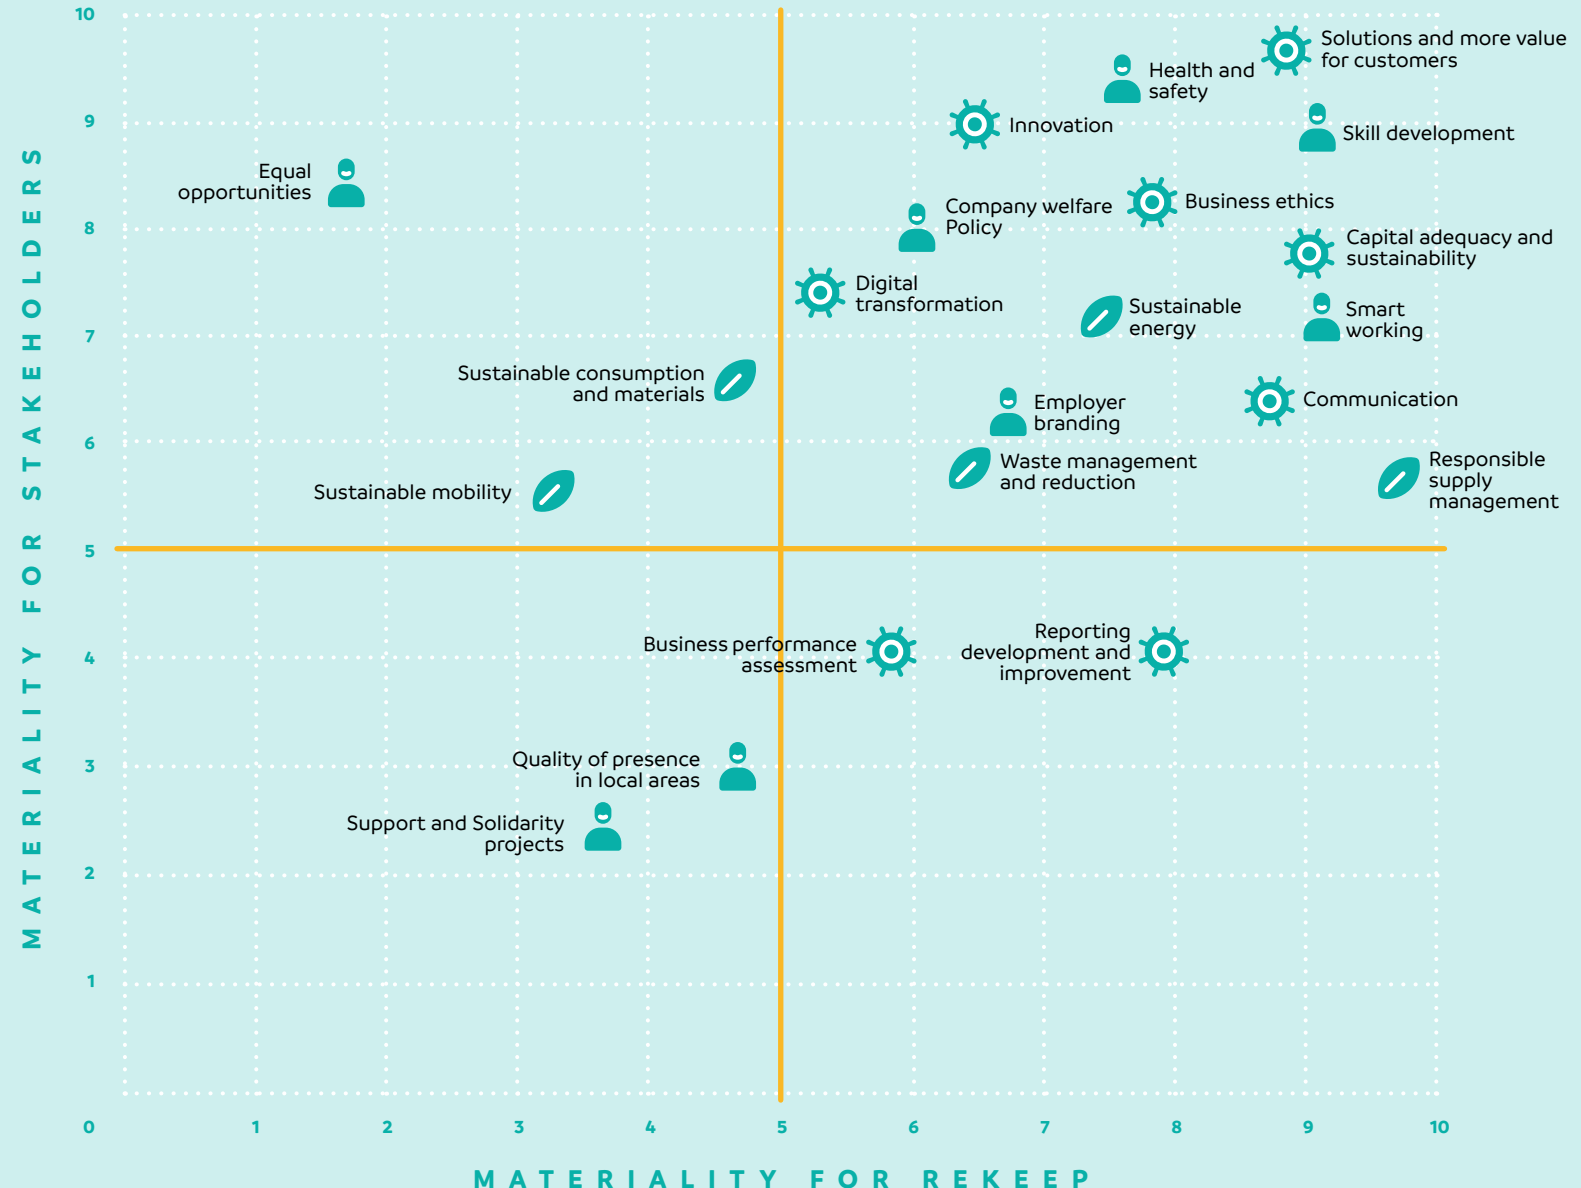 10
Solutions and more value
for customers
Health and
safety
9
Innovation
Skill development
Equal
opportunities
Company welfare
Policy
Business ethics
8
Capital adequacy and
sustainability
Digital
transformation
Sustainable
energy
Smart
working
7
Sustainable consumption
and materials
Employer
branding
Communication
6
Waste management
and reduction
Responsible
supply
management
Sustainable mobility
5
Business performance
assessment
Reporting
development and
improvement
4
Quality of presence
in local areas
3
Support and Solidarity
projects
2
1
0
1
2
3
4
5
6
7
8
9
10
MATERIALITY FOR STAKEHOLDERS
MATERIALITY FOR REKEEP